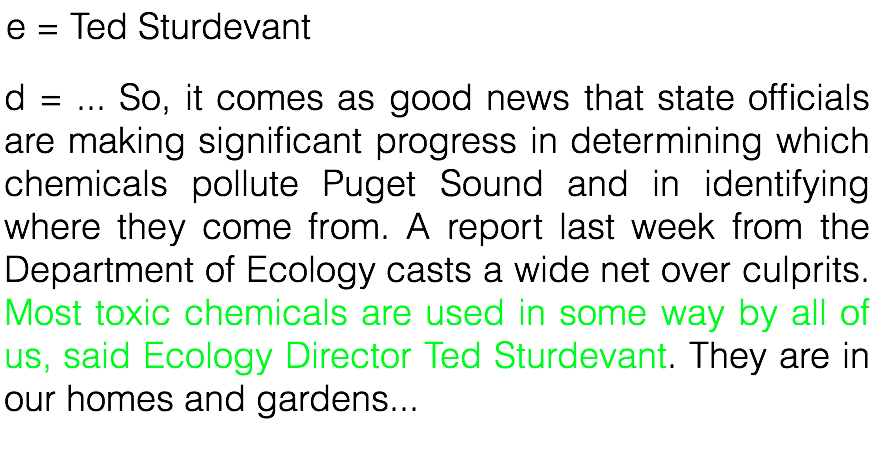 e = Ted Sturdevant
d = ... So, it comes as good news that state officials
are making significant progress in determining which
chemicals pollute Puget Sound and in identifying
where they come from. A report last week from the
Department of Ecology casts a wide net over culprits.
Most toxic chemicals are used in some way by all of
us, said Ecology Director Ted Sturdevant. They are in
our homes and gardens...